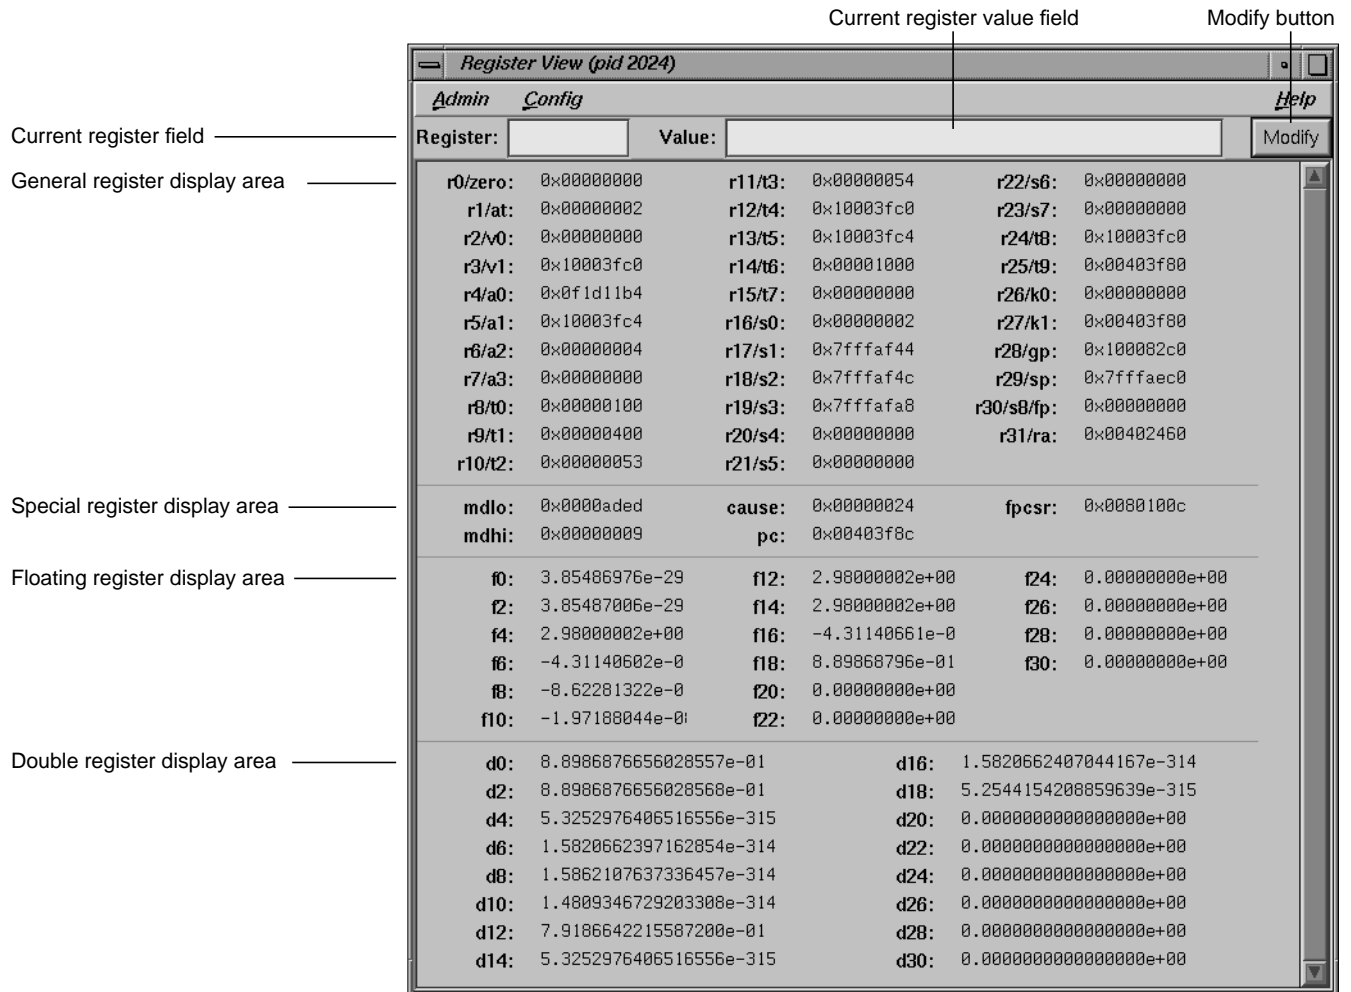 Current register value field Modify button
Register View (pid 2024)
Admin Config Help
Current register field Register: Value: Modify
General register display area r0/zero: 0x00000000 r11/t3: 0x00000054 r22/s6: 0x00000000
r1/at: 0x00000002 r12/t4: 0x10003fc0 r23/s7: 0x00000000
r2/v0: 0x00000000 r13/t5: 0x10003fc4 r24/t8: 0x10003fc0
r3/v1: 0x10003fc0 r14/t6: 0x00001000 r25/t9: 0x00403f80
r4/a0: 0x0f1d11b4 r15/t7: 0x00000000 r26/k0: 0x00000000
r5/a1: 0x10003fc4 r16/s0: 0x00000002 r27/k1: 0x00403f80
r6/a2: 0x00000004 r17/s1: 0x7fffaf44 r28/gp: 0x100082c0
r7/a3: 0x00000000 r18/s2: 0x7fffaf4c r29/sp: 0x7fffaec0
r8/t0: 0x00000100 r19/s3: 0x7fffafa8 r30/s8/fp: 0x00000000
r9/t1: 0x00000400 r20/s4: 0x00000000 r31/ra: 0x00402460
r10/t2: 0x00000053 r21/s5: 0x00000000
Special register display area mdlo: 0x0000aded cause: 0x00000024 fpcsr: 0x0080100c
mdhi: 0x00000009 pc: 0x00403f8c
Floating register display area f0: 3.85486976e-29 f12: 2.98000002e+00 f24: 0.00000000e+00
f2: 3.85487006e-29 f14: 2.98000002e+00 f26: 0.00000000e+00
f4: 2.98000002e+00 f16: -4.31140661e-0 f28: 0.00000000e+00
f6: -4.31140602e-0 f18: 8.89868796e-01 f30: 0.00000000e+00
f8: -8.62281322e-0 f20: 0.00000000e+00
f10: -1.97188044e-0 f22: 0.00000000e+00
Double register display area d0: 8.8986876656028557e-01 d16: 1.5820662407044167e-314
d2: 8.8986876656028568e-01 d18: 5.2544154208859639e-315
d4: 5.3252976406516556e-315 d20: 0.0000000000000000e+00
d6: 1.5820662397162854e-314 d22: 0.0000000000000000e+00
d8: 1.5862107637336457e-314 d24: 0.0000000000000000e+00
d10: 1.4809346729203308e-314 d26: 0.0000000000000000e+00
d12: 7.9186642215587200e-01 d28: 0.0000000000000000e+00
d14: 5.3252976406516556e-315 d30: 0.0000000000000000e+00